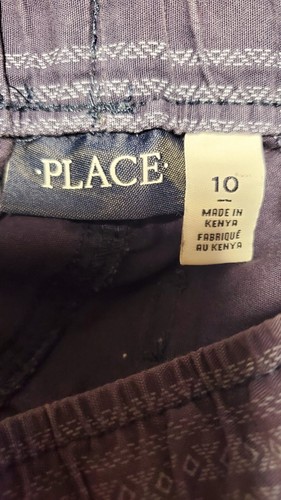 ·PLACE·
10
MADE IN
KENYA
FABRIQUÉ
AU KENYA